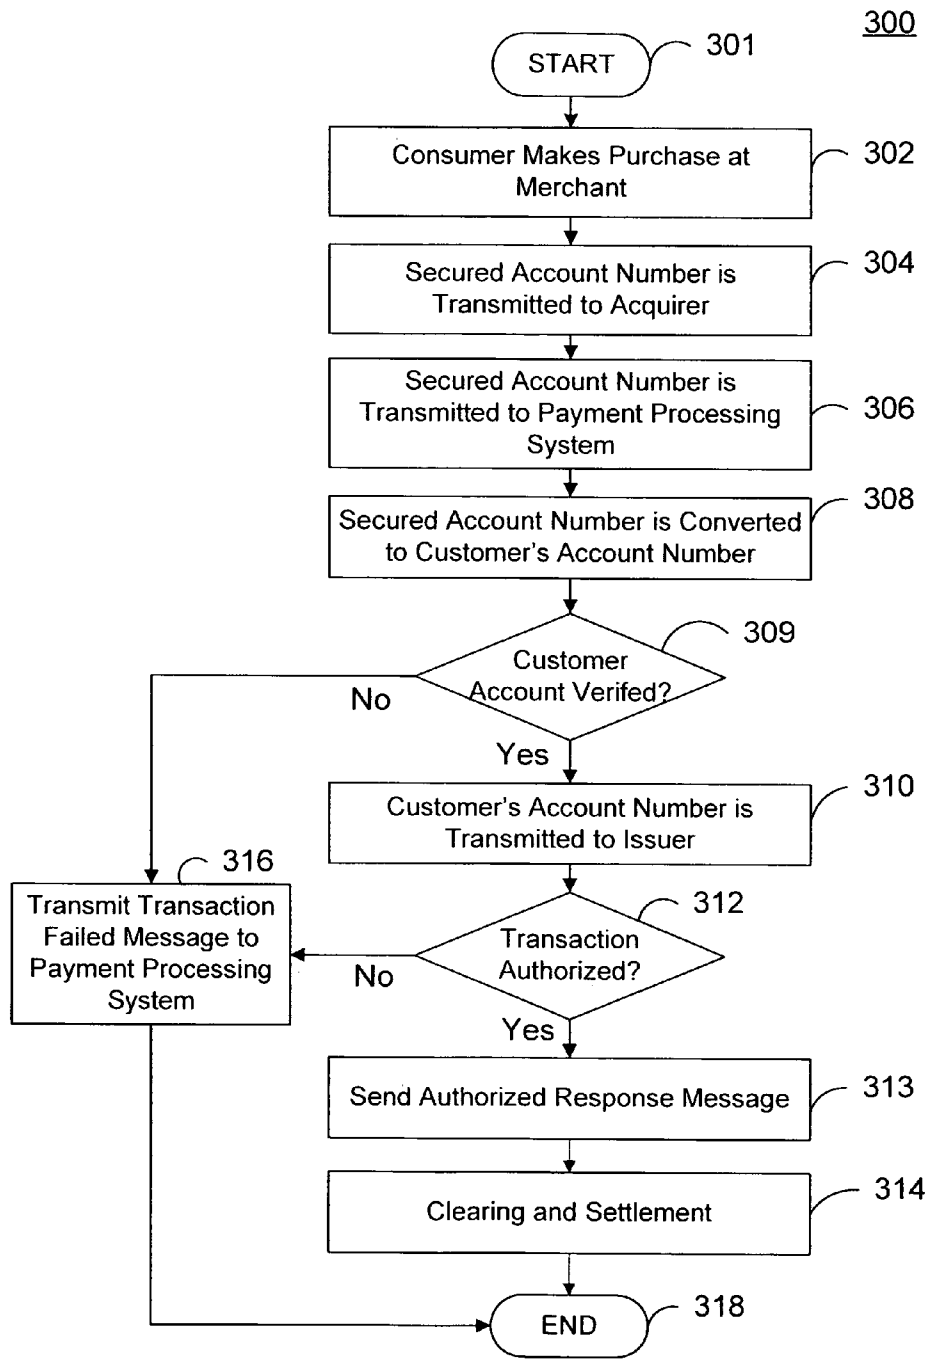 300
START
301
Consumer Makes Purchase at
Merchant
302
Secured Account Number is
Transmitted to Acquirer
304
Secured Account Number is
Transmitted to Payment Processing
System
306
Secured Account Number is Converted
to Customer's Account Number
308
309
Customer
Account Verifed?
No
Yes
Customer's Account Number is
Transmitted to Issuer
310
316
Transmit Transaction
Failed Message to
Payment Processing
System
312
Transaction
Authorized?
No
Yes
Send Authorized Response Message
313
Clearing and Settlement
314
END
318